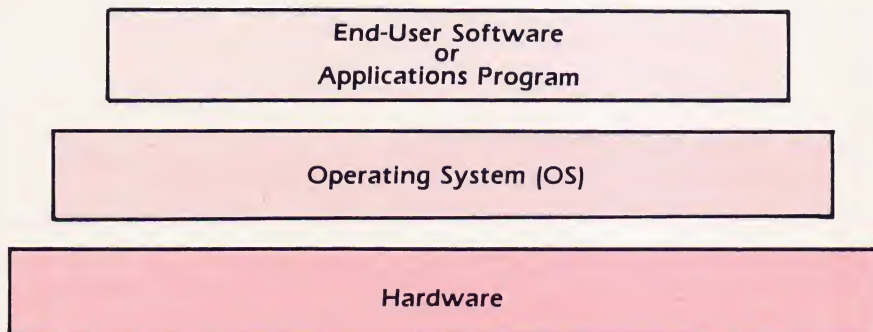 End-User Software
or
Applications Program
Operating System (OS)
Hardware